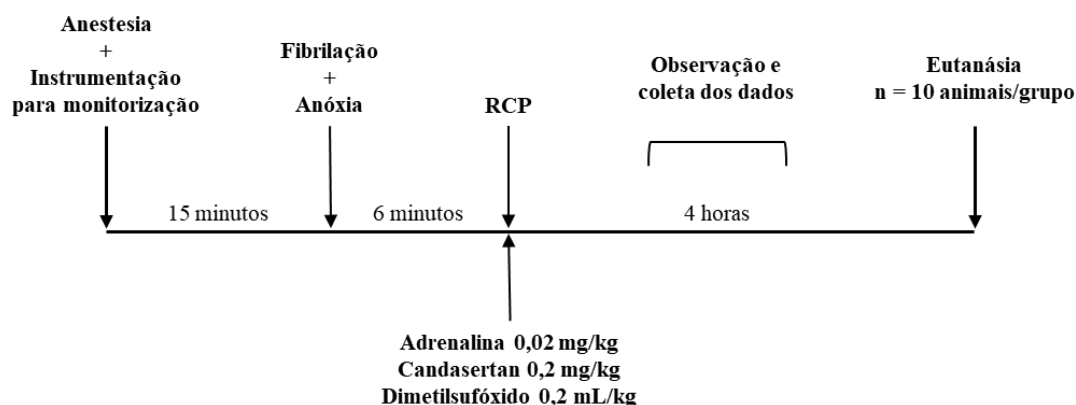 Anestesia
+
Instrumentação
para monitorização
Fibrilação
+
Anóxia
RCP
Observação e
coleta dos dados
Eutanásia
n = 10 animais/grupo
15 minutos
6 minutos
4 horas
Adrenalina 0,02 mg/kg
Candasertan 0,2 mg/kg
Dimetilsufóxido 0,2 mL/kg